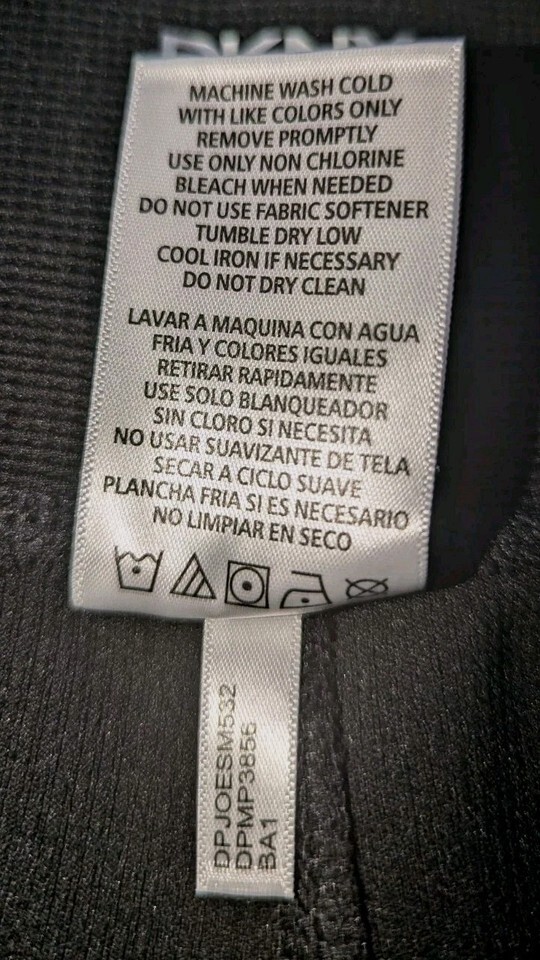 DKNY
MACHINE WASH COLD
WITH LIKE COLORS ONLY
REMOVE PROMPTLY
USE ONLY NON CHLORINE
BLEACH WHEN NEEDED
DO NOT USE FABRIC SOFTENER
TUMBLE DRY LOW
COOL IRON IF NECESSARY
DO NOT DRY CLEAN
LAVAR A MAQUINA CON AGUA
FRIA Y COLORES IGUALES
RETIRAR RAPIDAMENTE
USE SOLO BLANQUEADOR
SIN CLORO SI NECESITA
NO USAR SUAVIZANTE DE TELA
SECAR A CICLO SUAVE
PLANCHA FRIA SI ES NECESARIO
NO LIMPIAR EN SECO
DPJOESM532
DPMP3856
BA1